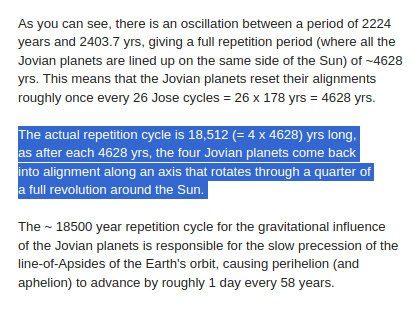 As you can see, there is an oscillation between a period of 2224
years and 2403.7 yrs, giving a full repetition period (where all the
Jovian planets are lined up on the same side of the Sun) of ~4628
yrs. This means that the Jovian planets reset their alignments
roughly once every 26 Jose cycles = 26 x 178 yrs = 4628 yrs.
The actual repetition cycle is 18,512 (= 4 x 4628) yrs long,
as after each 4628 yrs, the four Jovian planets come back
into alignment along an axis that rotates through a quarter of
a full revolution around the Sun.
The ~ 18500 year repetition cycle for the gravitational influence
of the Jovian planets is responsible for the slow precession of the
line-of-Apsides of the Earth's orbit, causing perihelion (and
aphelion) to advance by roughly 1 day every 58 years.